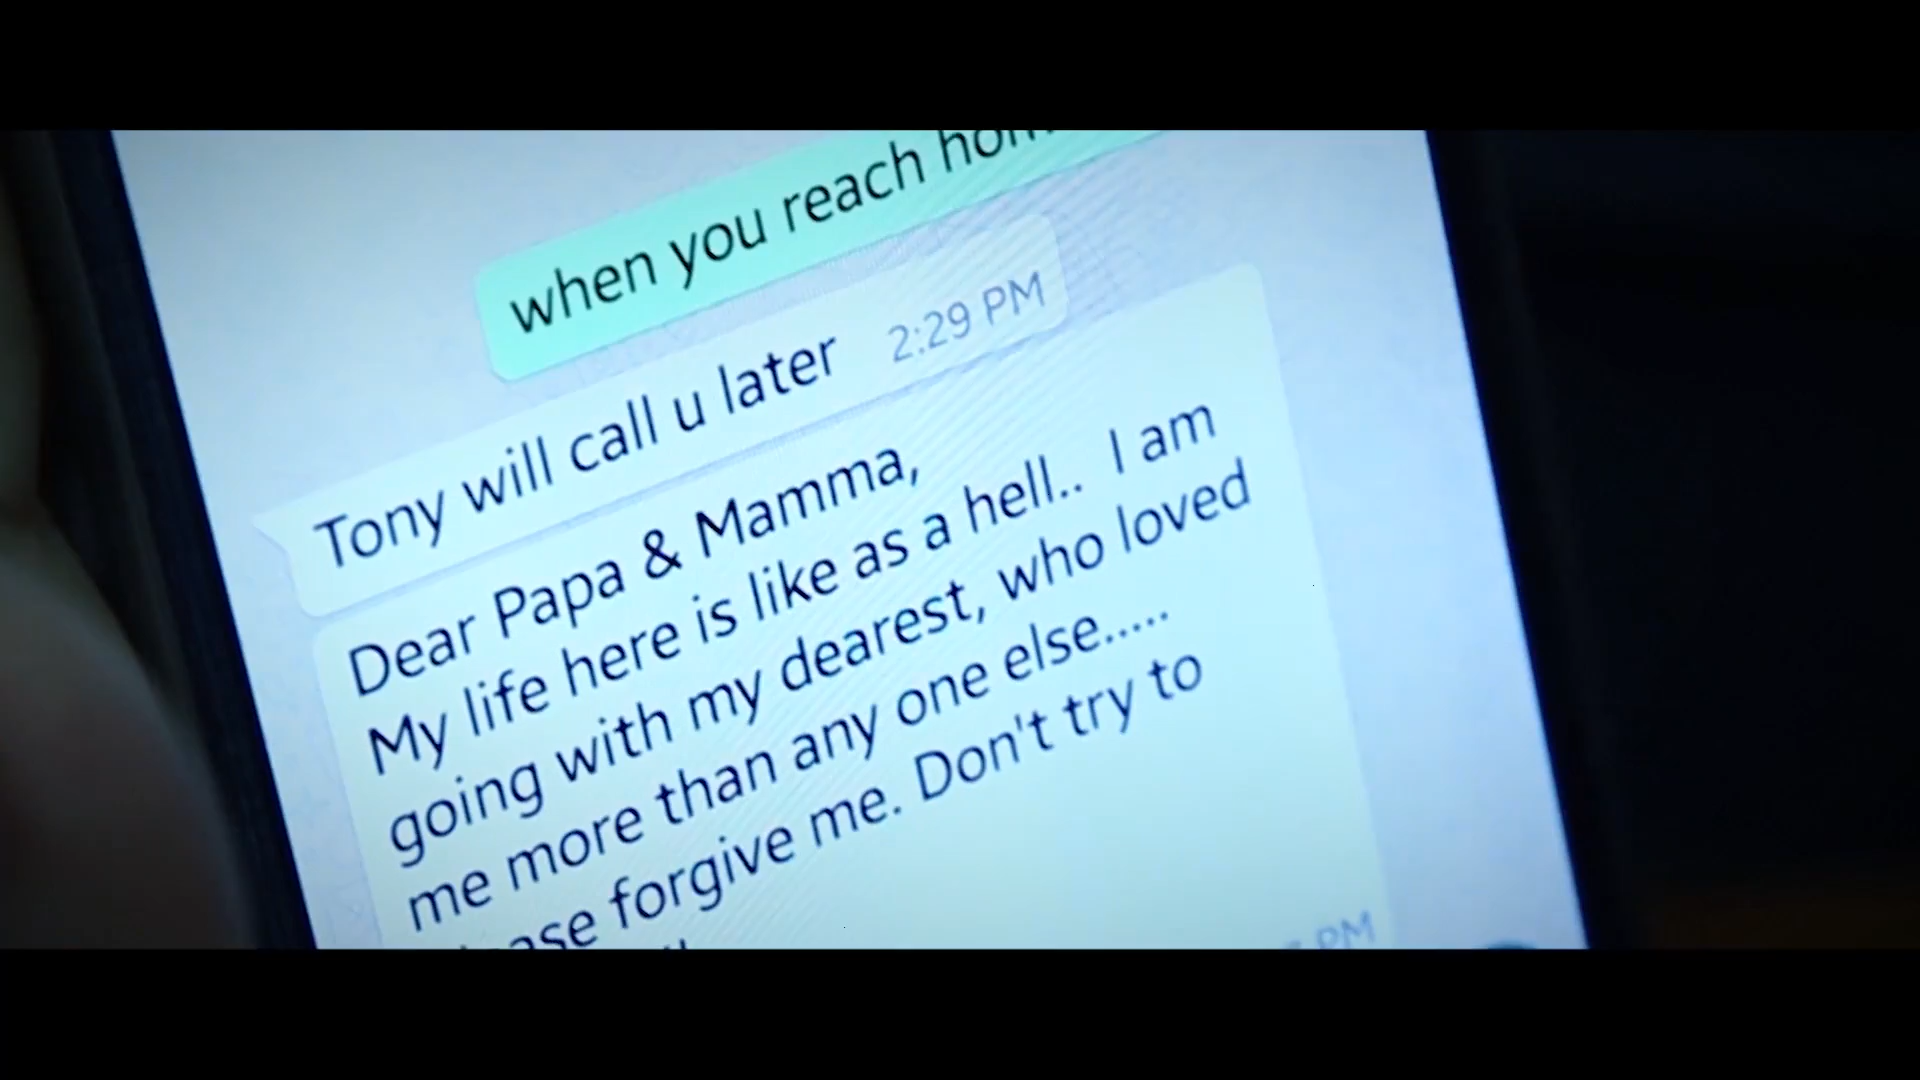 when you reach
Tony will call u later 2:29 PM
Dear Papa & Mamma,
My life here is like as a hell.. I am
going with my dearest, who loved
me more than any one else.....
forgive me. Don't try to
PM